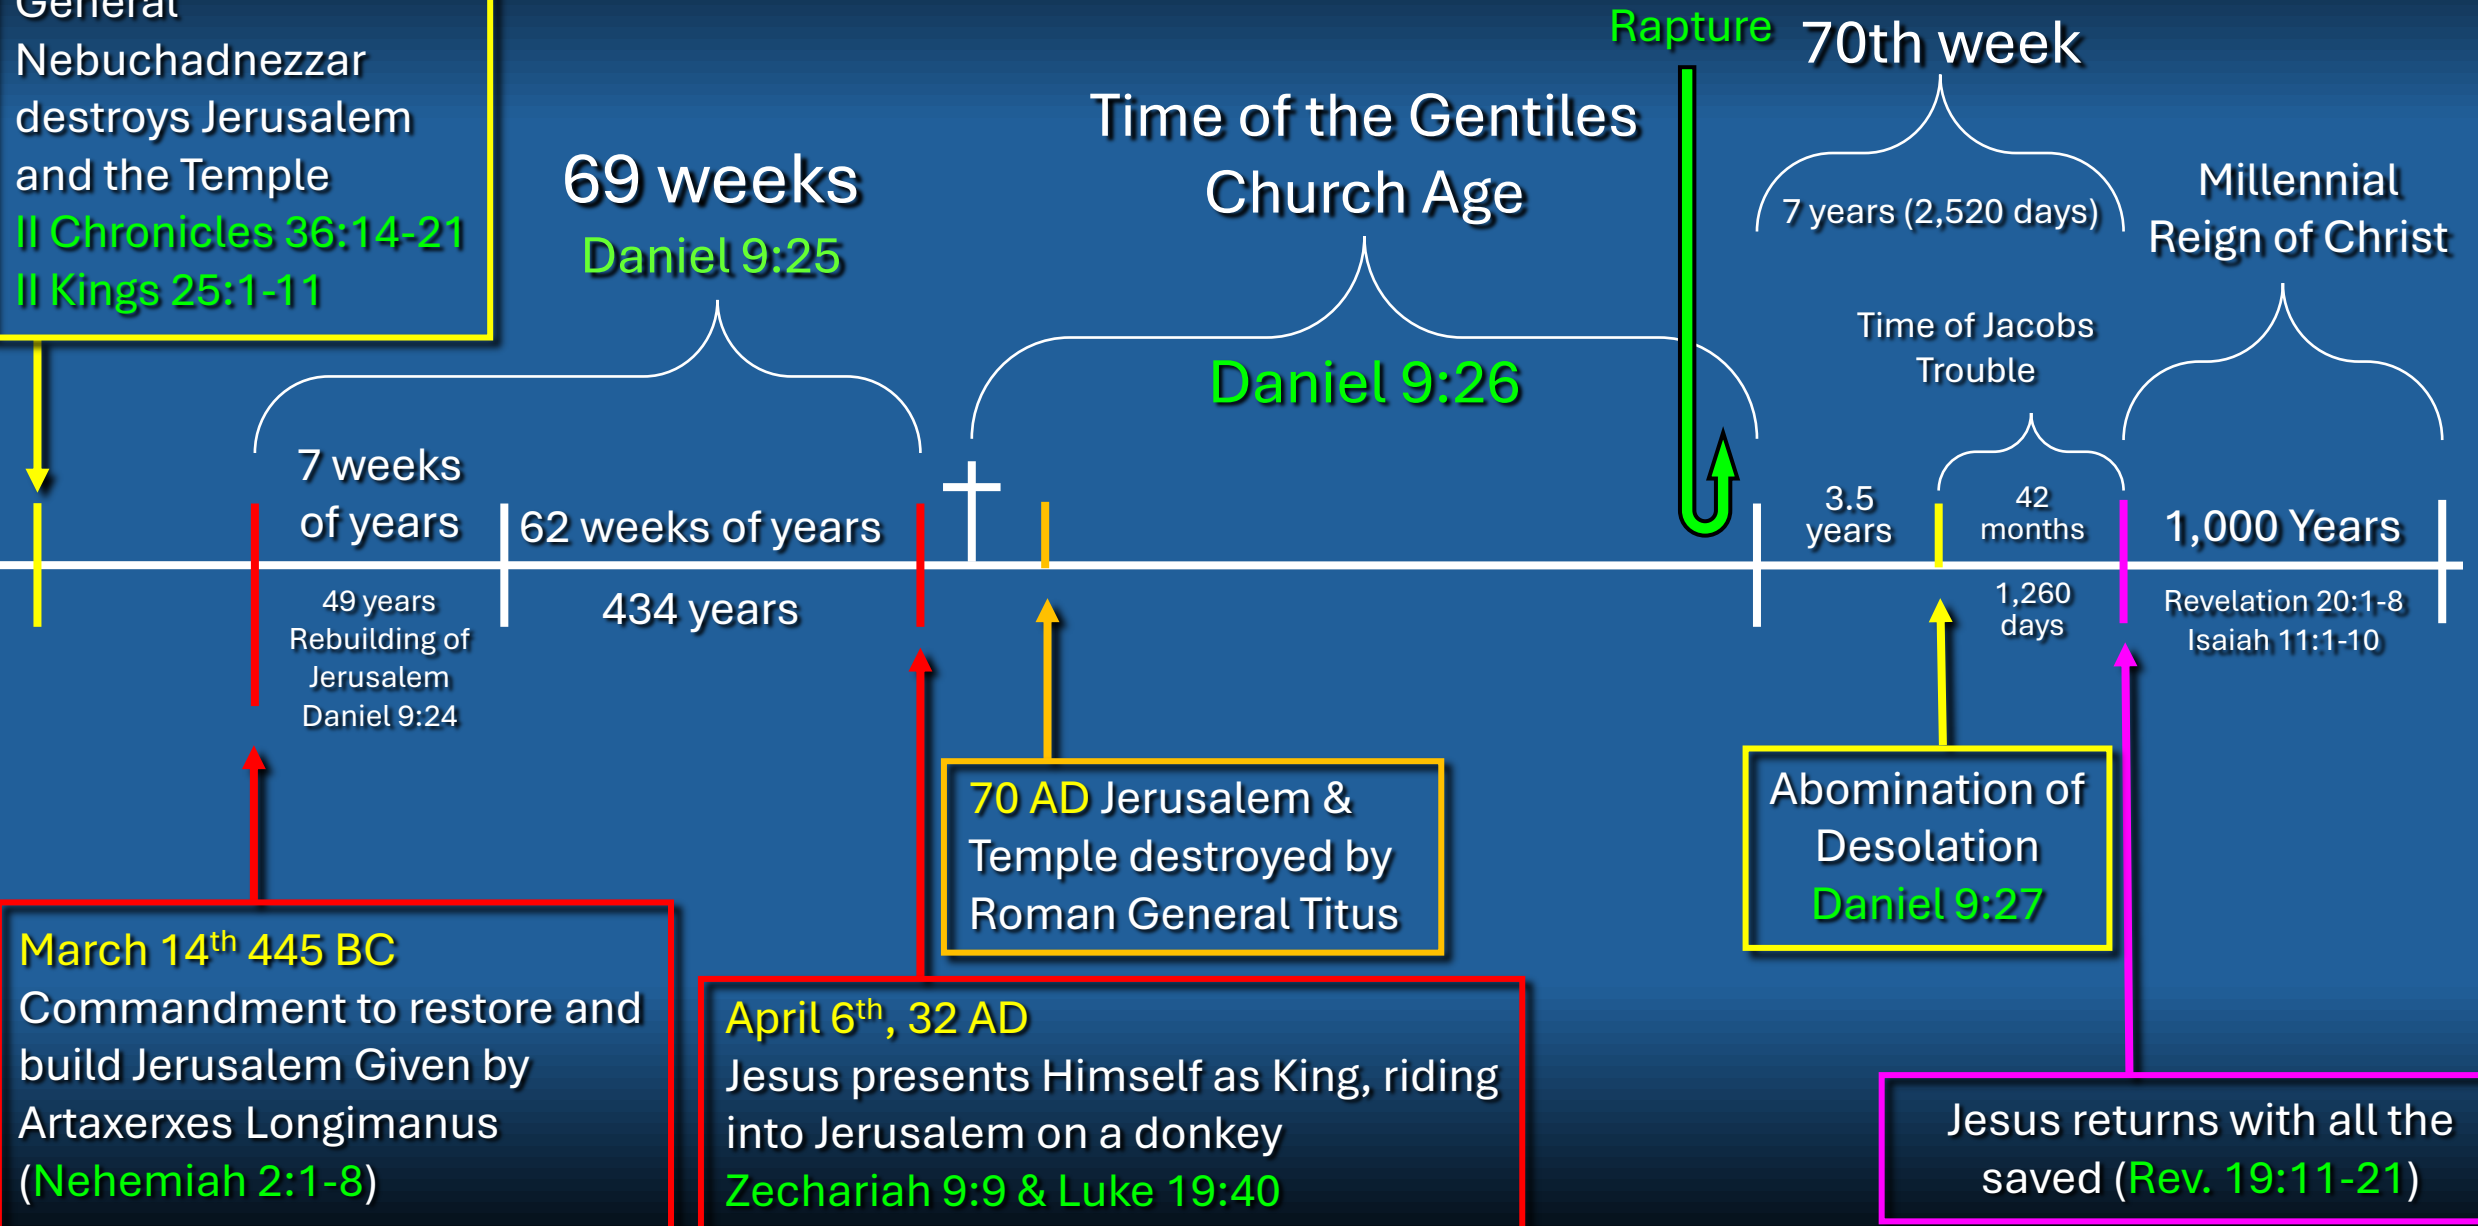 General
Nebuchadnezzar
destroys Jerusalem
and the Temple
II Chronicles 36:14-21
II Kings 25:1-11
69 weeks
Daniel 9:25
Time of the Gentiles
Church Age
Daniel 9:26
Rapture
70th week
7 years (2,520 days)
Time of Jacobs
Trouble
Millennial
Reign of Christ
7 weeks
of years
62 weeks of years
3.5
years
42
months
1,000 Years
49 years
Rebuilding of
Jerusalem
Daniel 9:24
434 years
1,260
days
Revelation 20:1-8
Isaiah 11:1-10
70 AD Jerusalem &
Temple destroyed by
Roman General Titus
Abomination of
Desolation
Daniel 9:27
March 14th 445 BC
Commandment to restore and
build Jerusalem Given by
Artaxerxes Longimanus
(Nehemiah 2:1-8)
April 6th, 32 AD
Jesus presents Himself as King, riding
into Jerusalem on a donkey
Zechariah 9:9 & Luke 19:40
Jesus returns with all the
saved (Rev. 19:11-21)